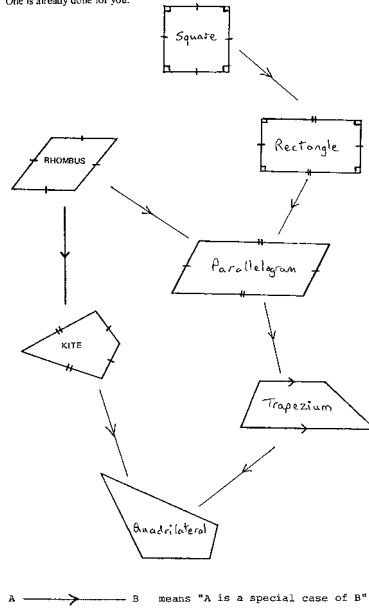 One is already done for you.
Square
Rectangle
RHOMBUS
Parallelogram
KITE
Trapezium
Quadrilateral
A B means "A is a special case of B"